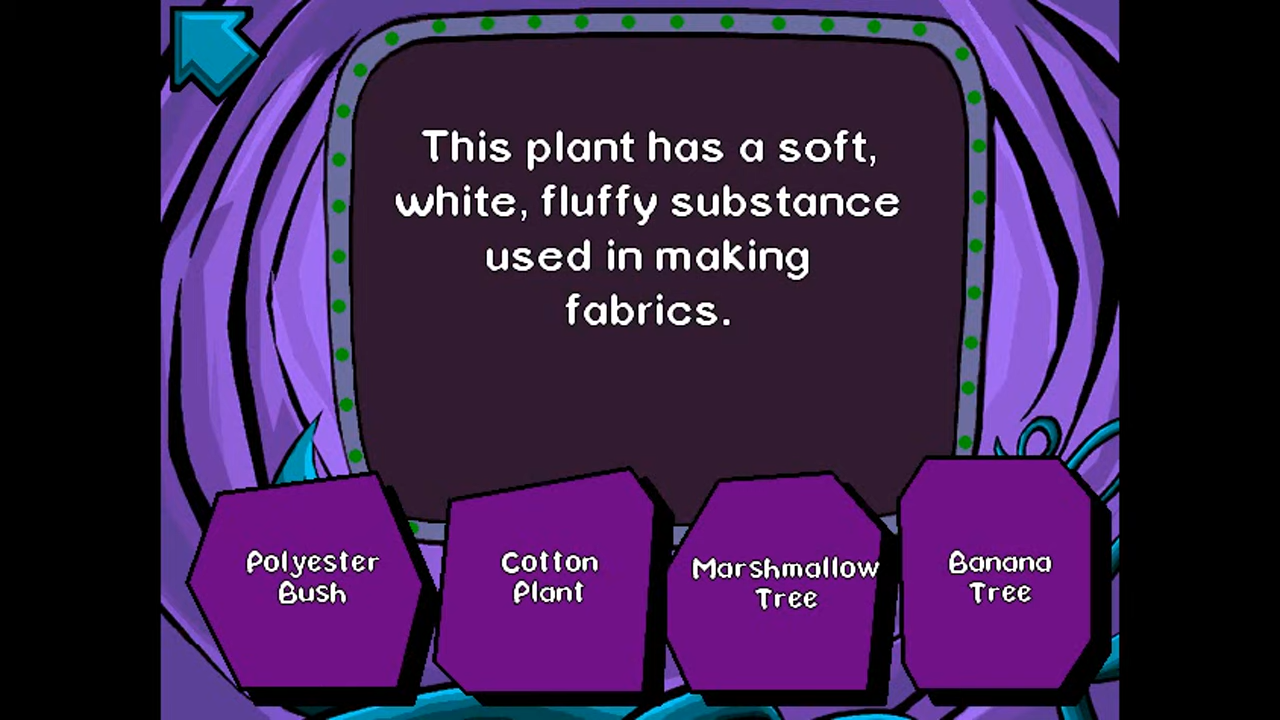 This plant has a soft,
white, fluffy substance
used in making
fabrics.
Polyester
Bush
Cotton
Plant
Marshmallow
Tree
Banana
Tree